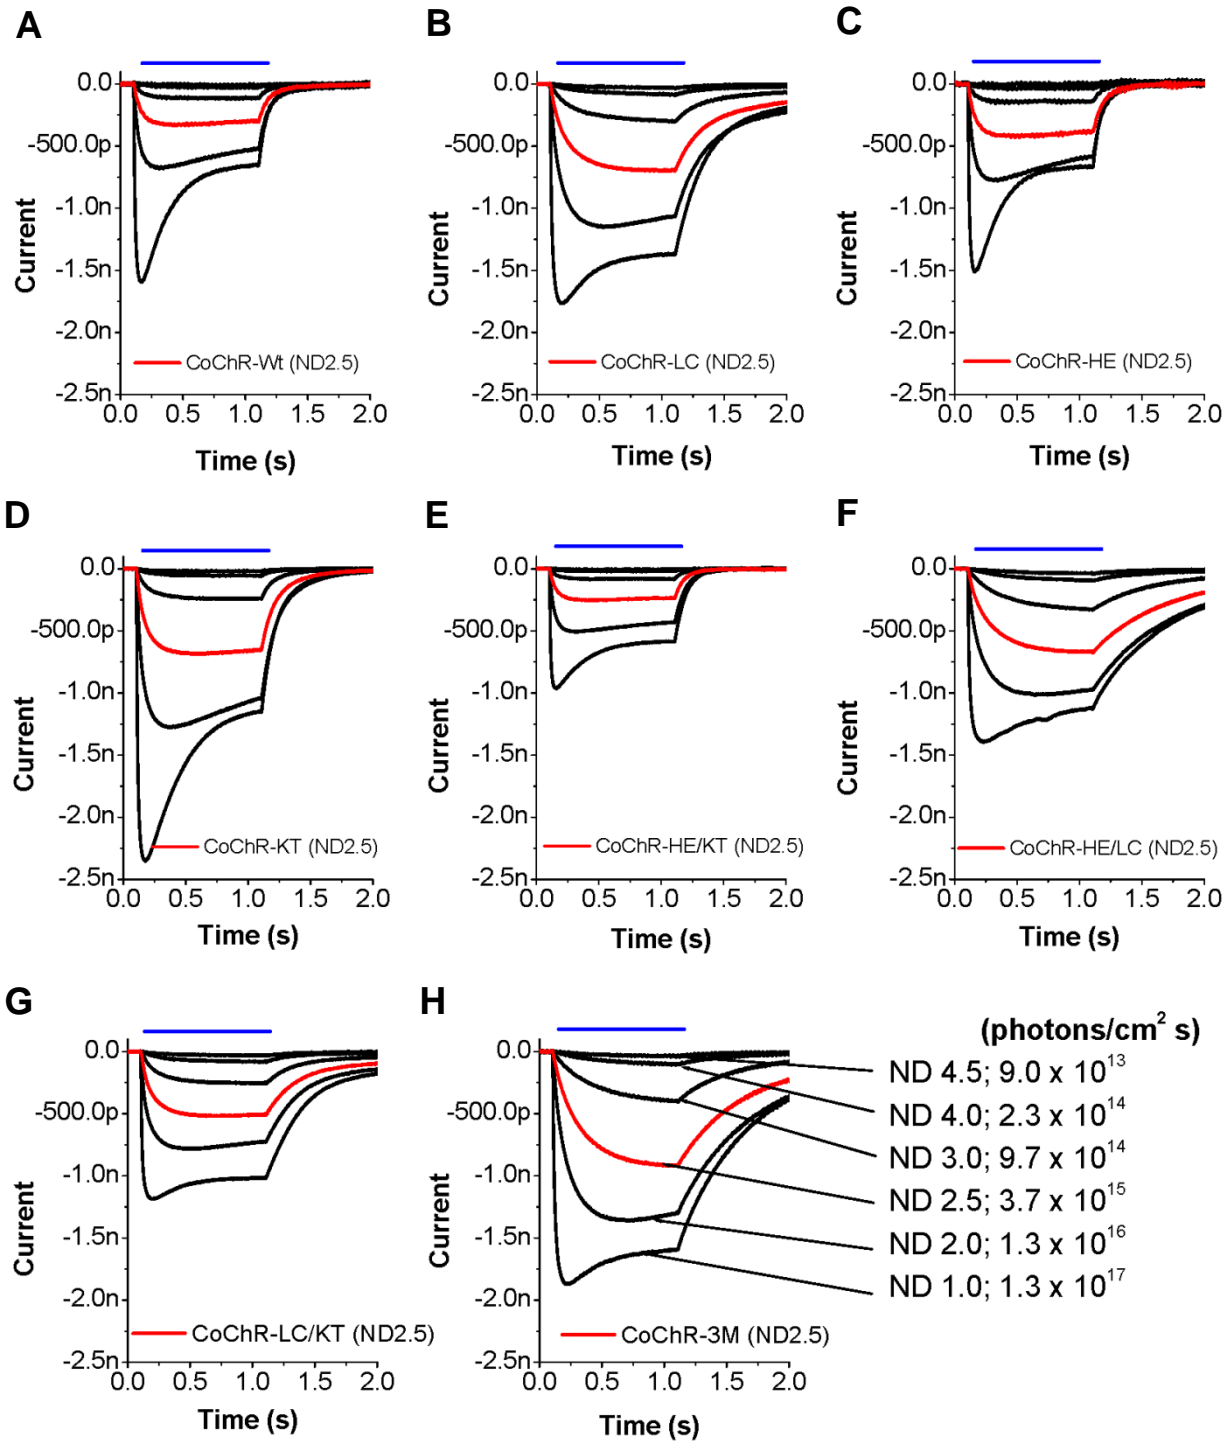 A
0.0
-500.0p
-1.0n
-1.5n
-2.0n
-2.5n
Current
CoChR-Wt (ND2.5)
0.0 0.5 1.0 1.5 2.0
Time (s)
B
0.0
-500.0p
-1.0n
-1.5n
-2.0n
-2.5n
Current
CoChR-LC (ND2.5)
0.0 0.5 1.0 1.5 2.0
Time (s)
C
0.0
-500.0p
-1.0n
-1.5n
-2.0n
-2.5n
Current
CoChR-HE (ND2.5)
0.0 0.5 1.0 1.5 2.0
Time (s)
D
0.0
-500.0p
-1.0n
-1.5n
-2.0n
-2.5n
Current
CoChR-KT (ND2.5)
0.0 0.5 1.0 1.5 2.0
Time (s)
E
0.0
-500.0p
-1.0n
-1.5n
-2.0n
-2.5n
Current
CoChR-HE/KT (ND2.5)
0.0 0.5 1.0 1.5 2.0
Time (s)
F
0.0
-500.0p
-1.0n
-1.5n
-2.0n
-2.5n
Current
CoChR-HE/LC (ND2.5)
0.0 0.5 1.0 1.5 2.0
Time (s)
G
0.0
-500.0p
-1.0n
-1.5n
-2.0n
-2.5n
Current
CoChR-LC/KT (ND2.5)
0.0 0.5 1.0 1.5 2.0
Time (s)
H
0.0
-500.0p
-1.0n
-1.5n
-2.0n
-2.5n
Current
CoChR-3M (ND2.5)
0.0 0.5 1.0 1.5 2.0
Time (s)
(photons/cm² s)
ND 4.5; 9.0 x 10¹³
ND 4.0; 2.3 x 10¹⁴
ND 3.0; 9.7 x 10¹⁴
ND 2.5; 3.7 x 10¹⁵
ND 2.0; 1.3 x 10¹⁶
ND 1.0; 1.3 x 10¹⁷